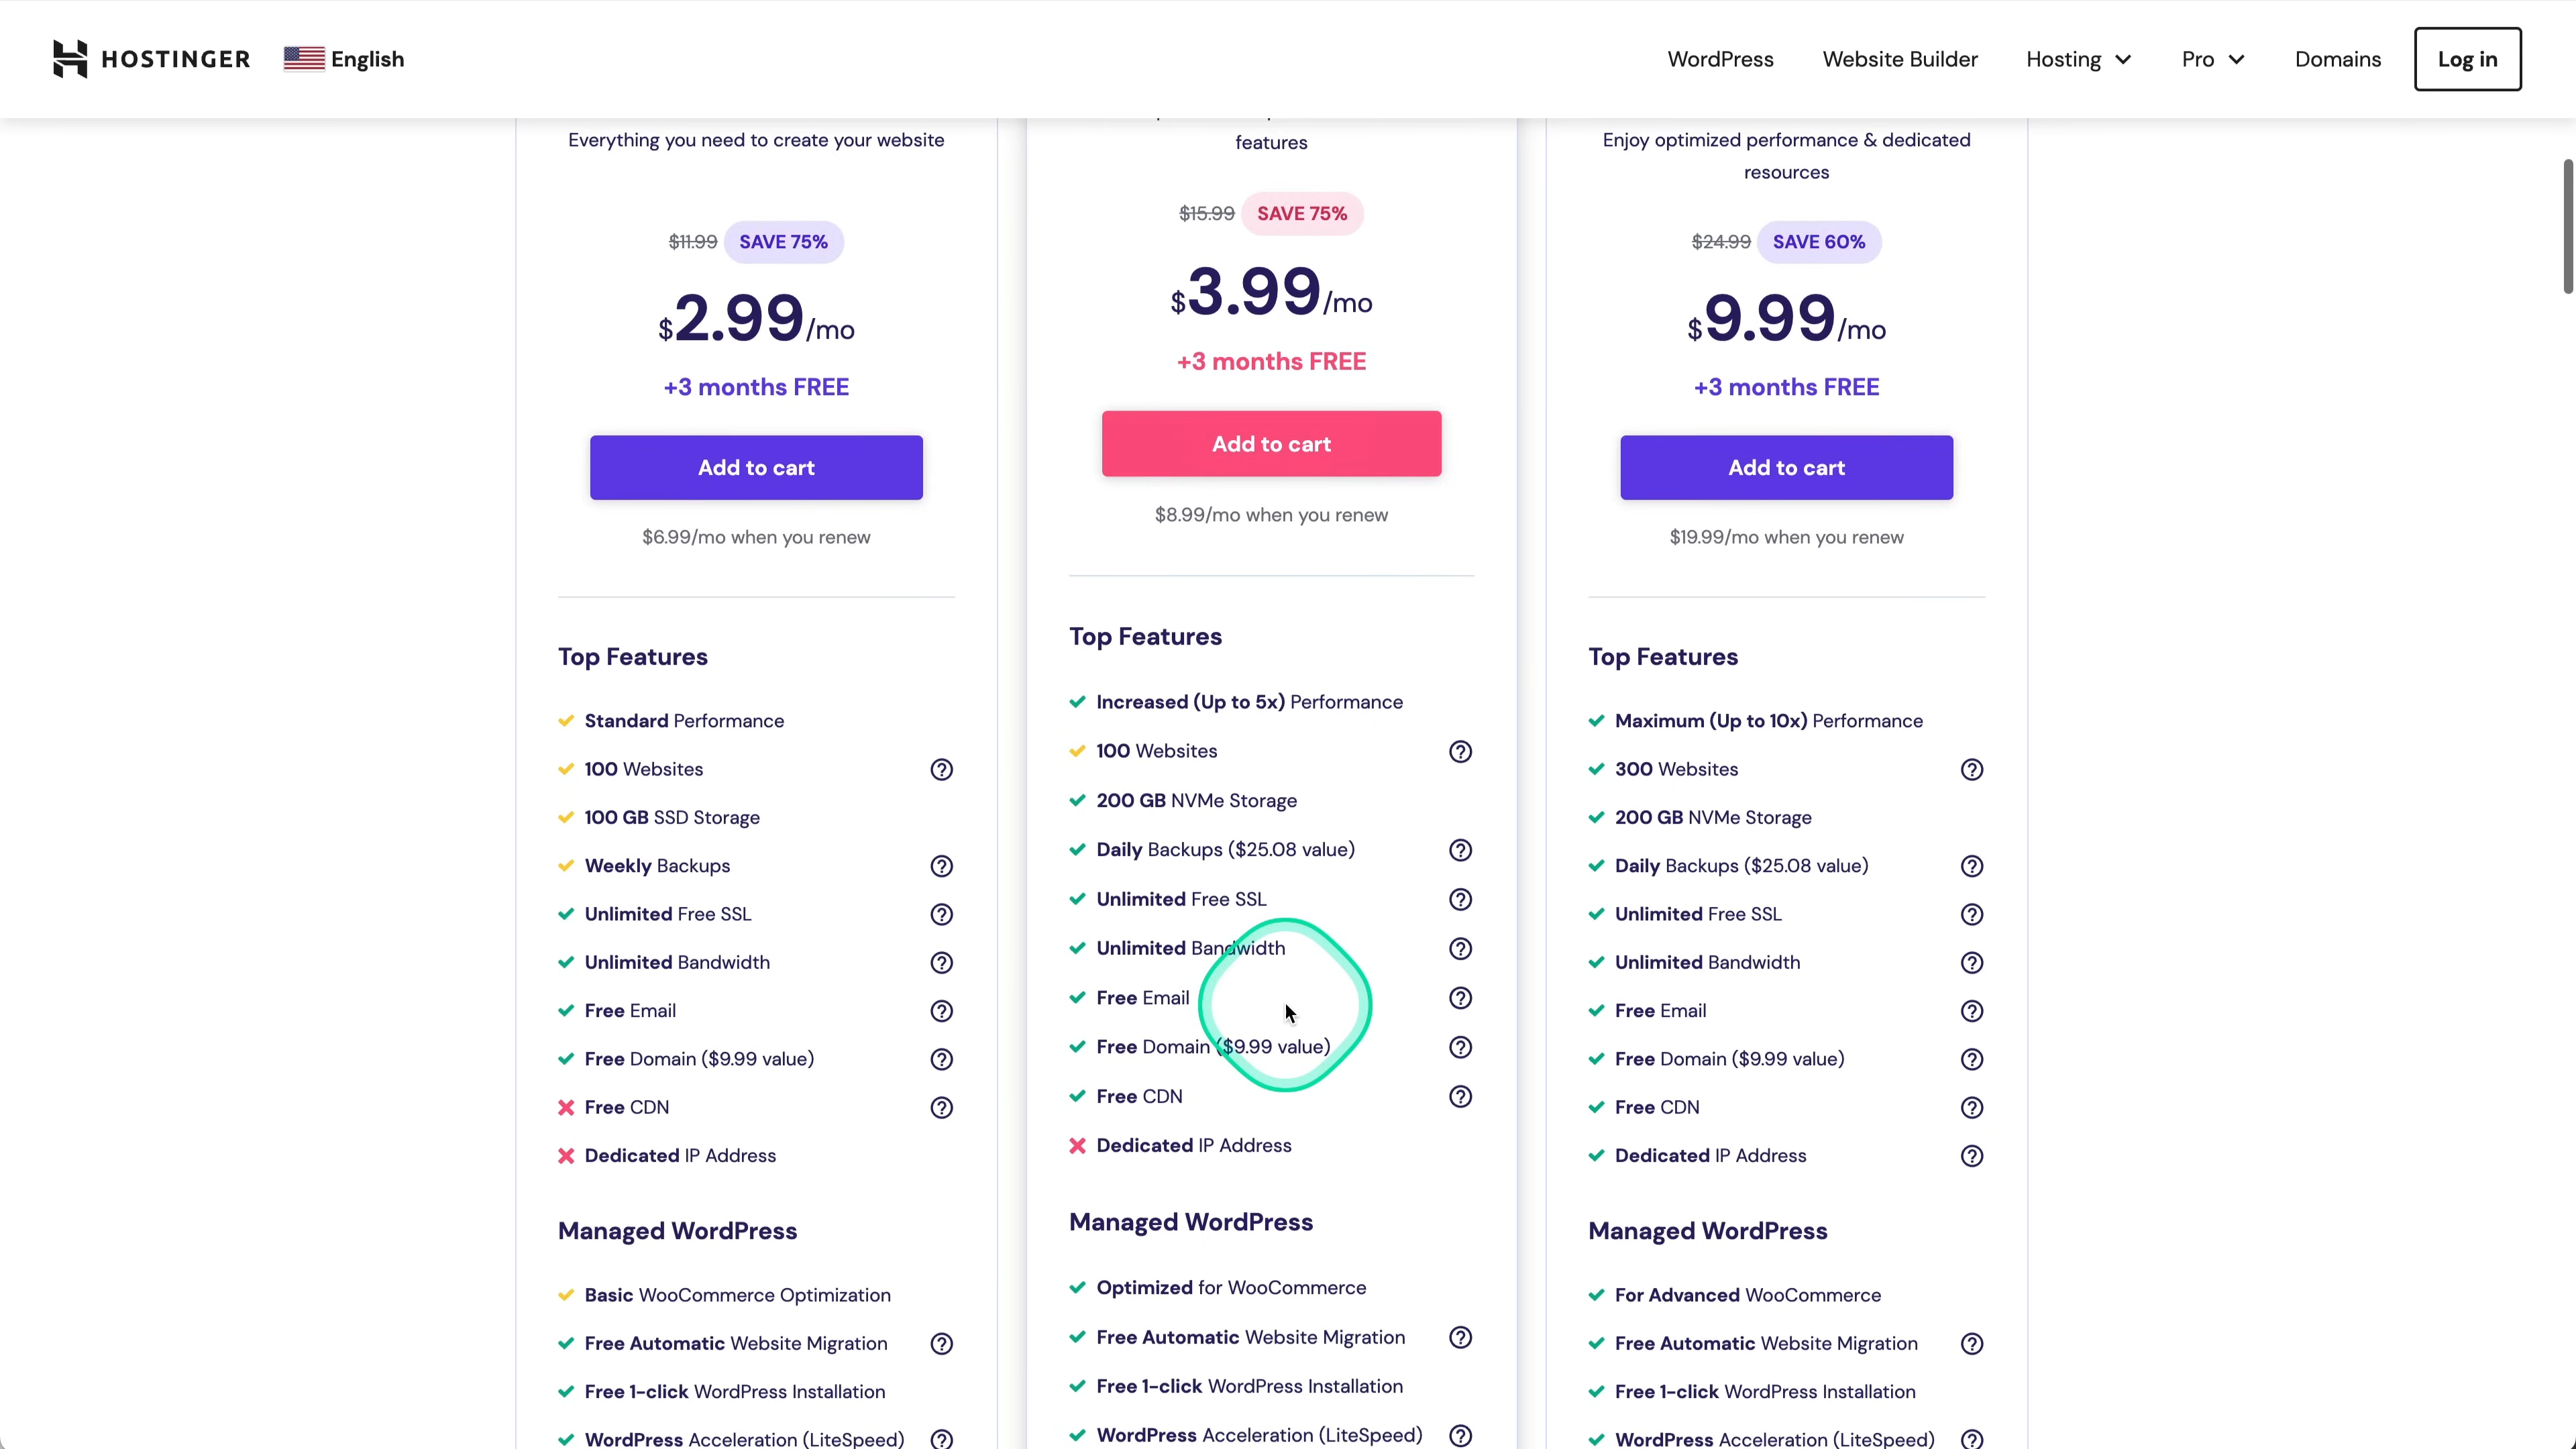 HOSTINGER English WordPress Website Builder Hosting Pro Domains Log in
Everything you need to create your website
$11.99 SAVE 75%
$2.99/mo
+3 months FREE
Add to cart
$6.99/mo when you renew
Top Features
Standard Performance
100 Websites
100 GB SSD Storage
Weekly Backups
Unlimited Free SSL
Unlimited Bandwidth
Free Email
Free Domain ($9.99 value)
Free CDN
Dedicated IP Address
Managed WordPress
Basic WooCommerce Optimization
Free Automatic Website Migration
Free 1-click WordPress Installation
WordPress Acceleration (LiteSpeed)
features
$15.99 SAVE 75%
$3.99/mo
+3 months FREE
Add to cart
$8.99/mo when you renew
Top Features
Increased (Up to 5x) Performance
100 Websites
200 GB NVMe Storage
Daily Backups ($25.08 value)
Unlimited Free SSL
Unlimited Bandwidth
Free Email
Free Domain ($9.99 value)
Free CDN
Dedicated IP Address
Managed WordPress
Optimized for WooCommerce
Free Automatic Website Migration
Free 1-click WordPress Installation
WordPress Acceleration (LiteSpeed)
Enjoy optimized performance & dedicated
resources
$24.99 SAVE 60%
$9.99/mo
+3 months FREE
Add to cart
$19.99/mo when you renew
Top Features
Maximum (Up to 10x) Performance
300 Websites
200 GB NVMe Storage
Daily Backups ($25.08 value)
Unlimited Free SSL
Unlimited Bandwidth
Free Email
Free Domain ($9.99 value)
Free CDN
Dedicated IP Address
Managed WordPress
For Advanced WooCommerce
Free Automatic Website Migration
Free 1-click WordPress Installation
WordPress Acceleration (LiteSpeed)